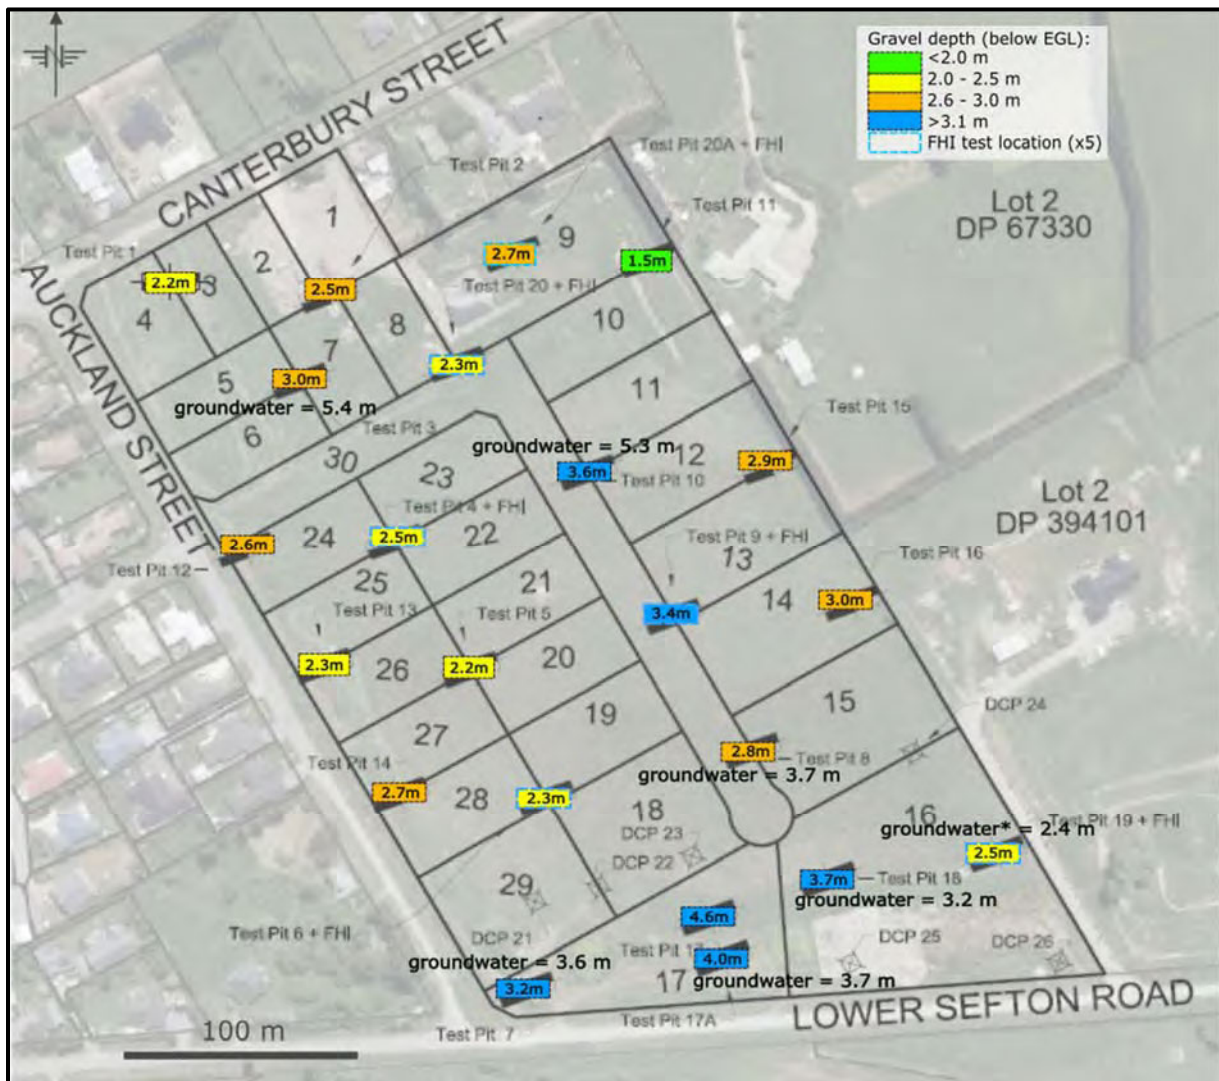 Gravel depth (below EGL):
<2.0 m
2.0 - 2.5 m
2.6 - 3.0 m
>3.1 m
FHI test location (x5)
N
CANTERBURY STREET
Test Pit 20A + FHI
Test Pit 2
Lot 2
DP 67330
Test Pit 11
1
2
9
Test Pit 1
2.7m
1.5m
2.2m
3
2.5m
Test Pit 20 + FHI
AUCKLAND STREET
4
8
10
7
2.3m
5
3.0m
11
groundwater = 5.4 m
Test Pit 15
6
Test Pit 3
groundwater = 5.3 m
30
23
12
2.9m
3.6m
Test Pit 10
Lot 2
DP 394101
Test Pit 4 + FHI
24
2.5m
22
Test Pit 9 + FHI
2.6m
13
Test Pit 16
Test Pit 12
25
21
Test Pit 13
Test Pit 5
3.4m
14
3.0m
2.3m
26
2.2m
20
15
DCP 24
19
27
Test Pit 14
2.8m
Test Pit 8
groundwater = 3.7 m
2.7m
28
2.3m
18
16
Test Pit 19 + FHI
groundwater* = 2.4 m
DCP 23
2.5m
DCP 22
29
3.7m
Test Pit 18
groundwater = 3.2 m
4.6m
Test Pit 6 + FHI
DCP 21
Test Pit 17
DCP 25
DCP 26
groundwater = 3.6 m
4.0m
3.2m
17
groundwater = 3.7 m
LOWER SEFTON ROAD
100 m
Test Pit 7
Test Pit 17A